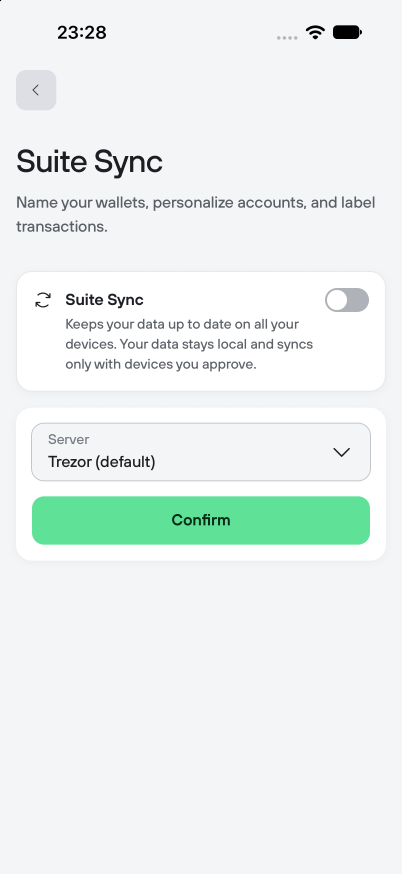 23:28
Suite Sync
Name your wallets, personalize accounts, and label
transactions.
Suite Sync
Keeps your data up to date on all your
devices. Your data stays local and syncs
only with devices you approve.
Server
Trezor (default)
Confirm